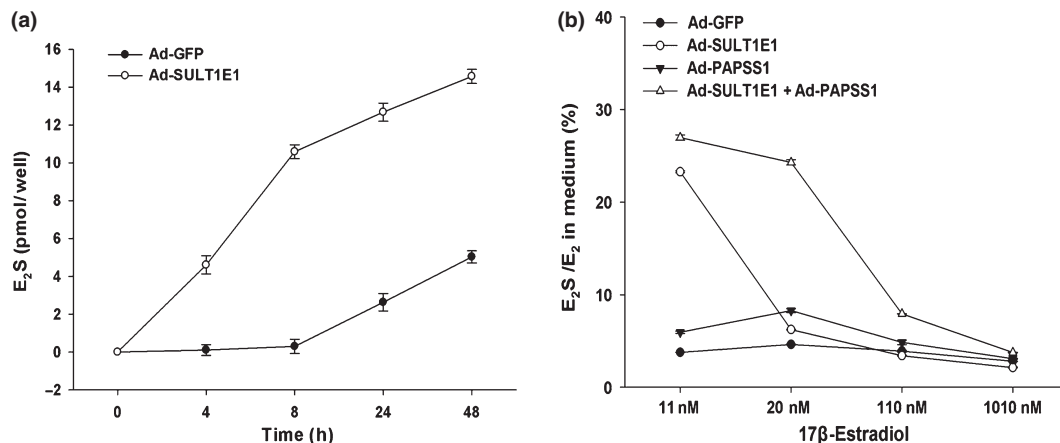 (a)
Ad-GFP
Ad-SULT1E1
E₂S (pmol/well)
16
14
12
10
8
6
4
2
0
−2
0 4 8 24 48
Time (h)
(b)
Ad-GFP
Ad-SULT1E1
Ad-PAPSS1
Ad-SULT1E1 + Ad-PAPSS1
E₂S /E₂ in medium (%)
40
30
20
10
0
11 nM 20 nM 110 nM 1010 nM
17β-Estradiol